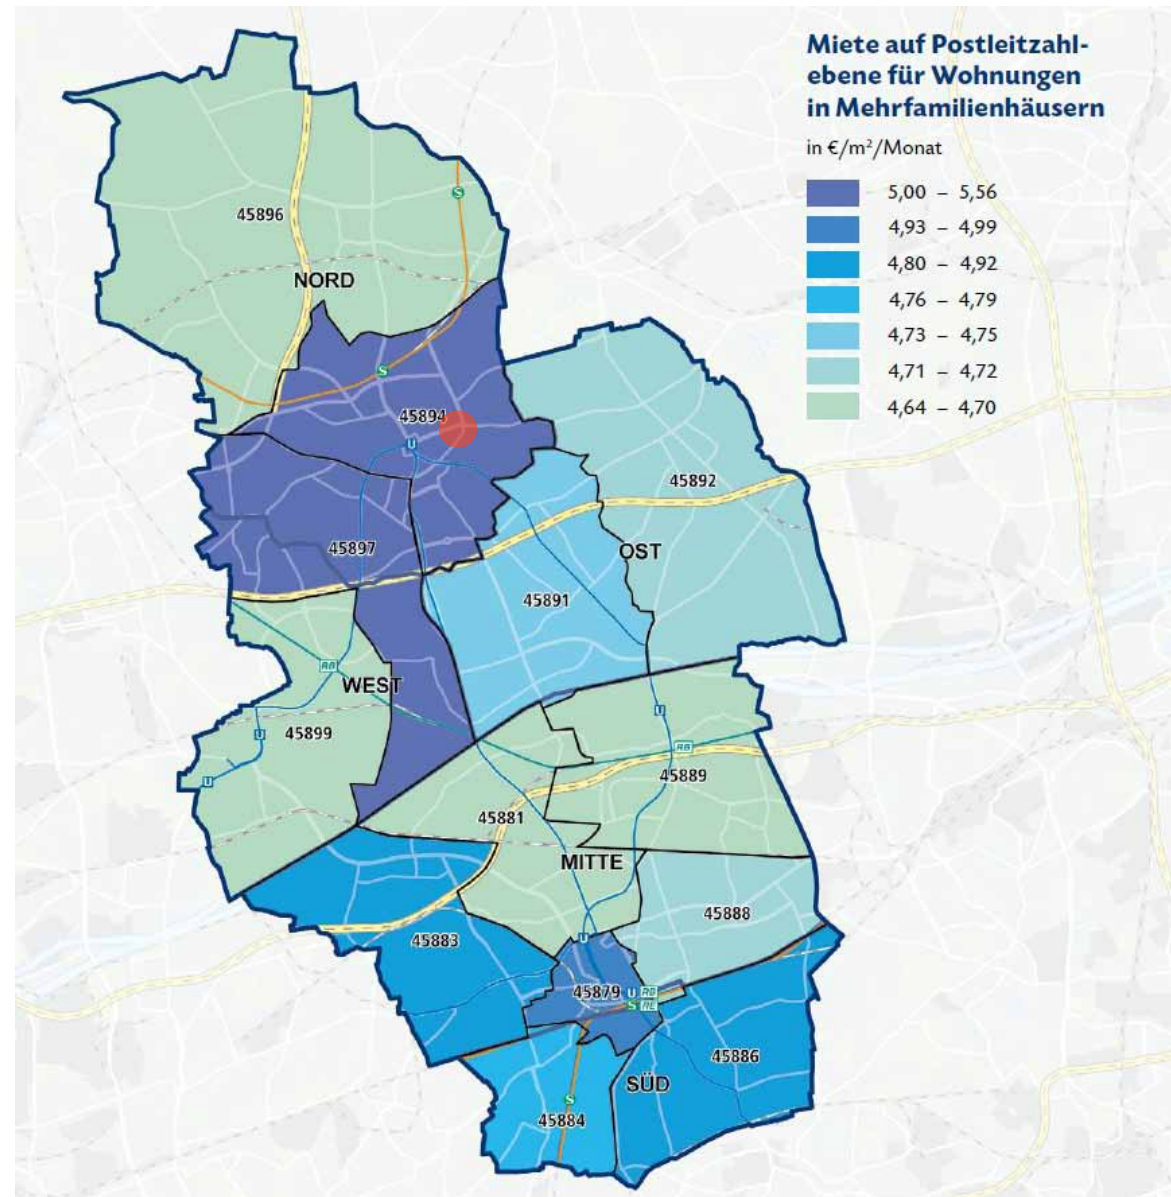 Miete auf Postleitzahl-
ebene für Wohnungen
in Mehrfamilienhäusern
in €/m²/Monat
5,00 – 5,56
4,93 – 4,99
4,80 – 4,92
4,76 – 4,79
4,73 – 4,75
4,71 – 4,72
4,64 – 4,70
S
45896
NORD
S
45894
U
45892
45897
OST
45891
RB
WEST
U
45899
U
RB
45889
U
45881
MITTE
45888
45883
U
45879
U RB
S RE
45886
SÜD
S
45884